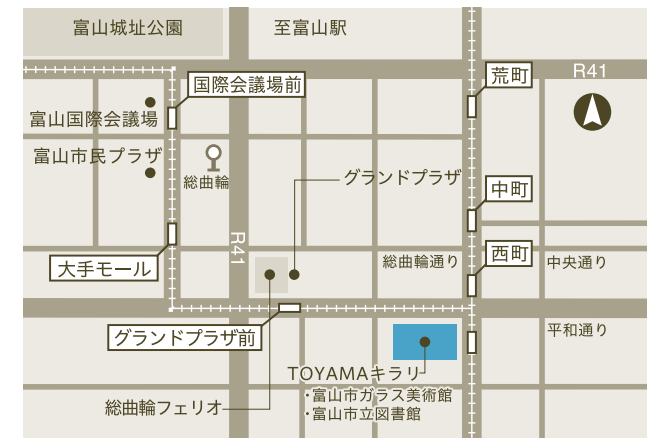 富山城址公園
至富山駅
国際会議場前
荒町
R41
富山国際会議場
富山市民プラザ
総曲輪
グランドプラザ
中町
R41
大手モール
総曲輪通り
西町
中央通り
グランドプラザ前
平和通り
TOYAMAキラリ
・富山市ガラス美術館
・富山市立図書館
総曲輪フェリオ